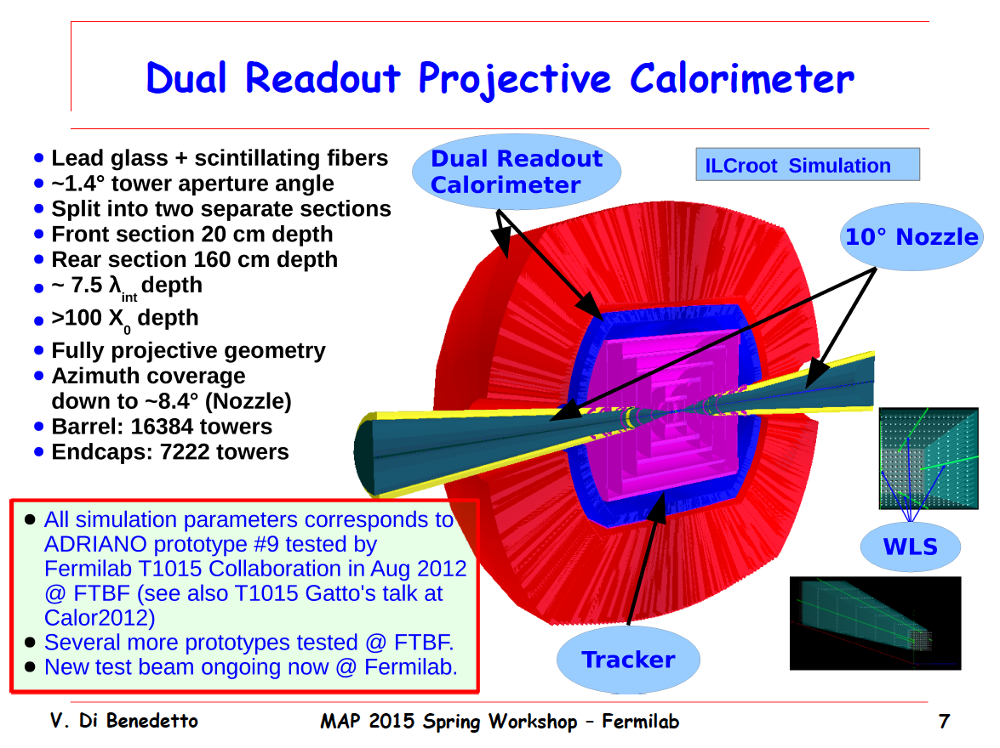 Dual Readout Projective Calorimeter
• Lead glass + scintillating fibers
• ~1.4° tower aperture angle
• Split into two separate sections
• Front section 20 cm depth
• Rear section 160 cm depth
• ~ 7.5 λint depth
• >100 X0 depth
• Fully projective geometry
• Azimuth coverage
down to ~8.4° (Nozzle)
• Barrel: 16384 towers
• Endcaps: 7222 towers
Dual Readout
Calorimeter
ILCroot Simulation
10° Nozzle
WLS
Tracker
• All simulation parameters corresponds to
ADRIANO prototype #9 tested by
Fermilab T1015 Collaboration in Aug 2012
@ FTBF (see also T1015 Gatto's talk at
Calor2012)
• Several more prototypes tested @ FTBF.
• New test beam ongoing now @ Fermilab.
V. Di Benedetto
MAP 2015 Spring Workshop – Fermilab
7